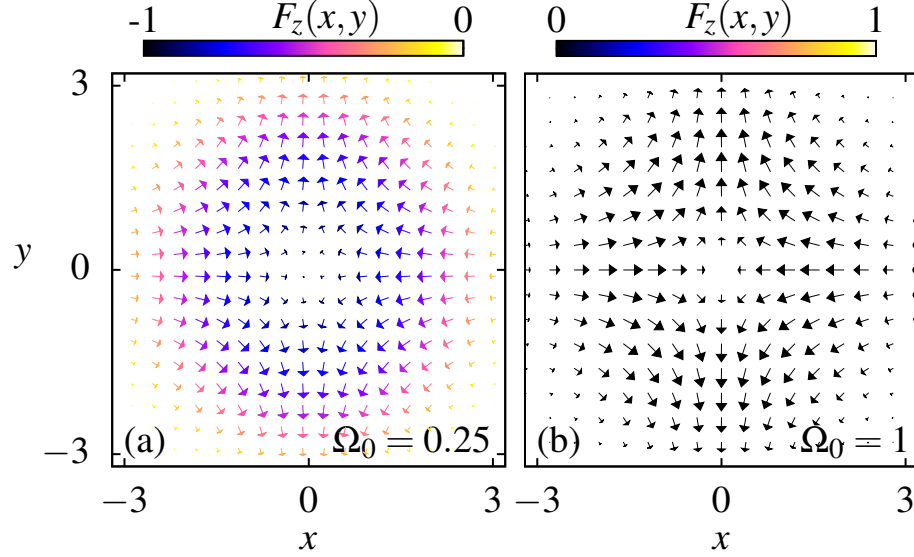 F_z(x, y) F_z(x, y)
-1 0 0 1
3
y 0
−3
(a) Ω_0 = 0.25 (b) Ω_0 = 1
−3 0 3 −3 0 3
x x